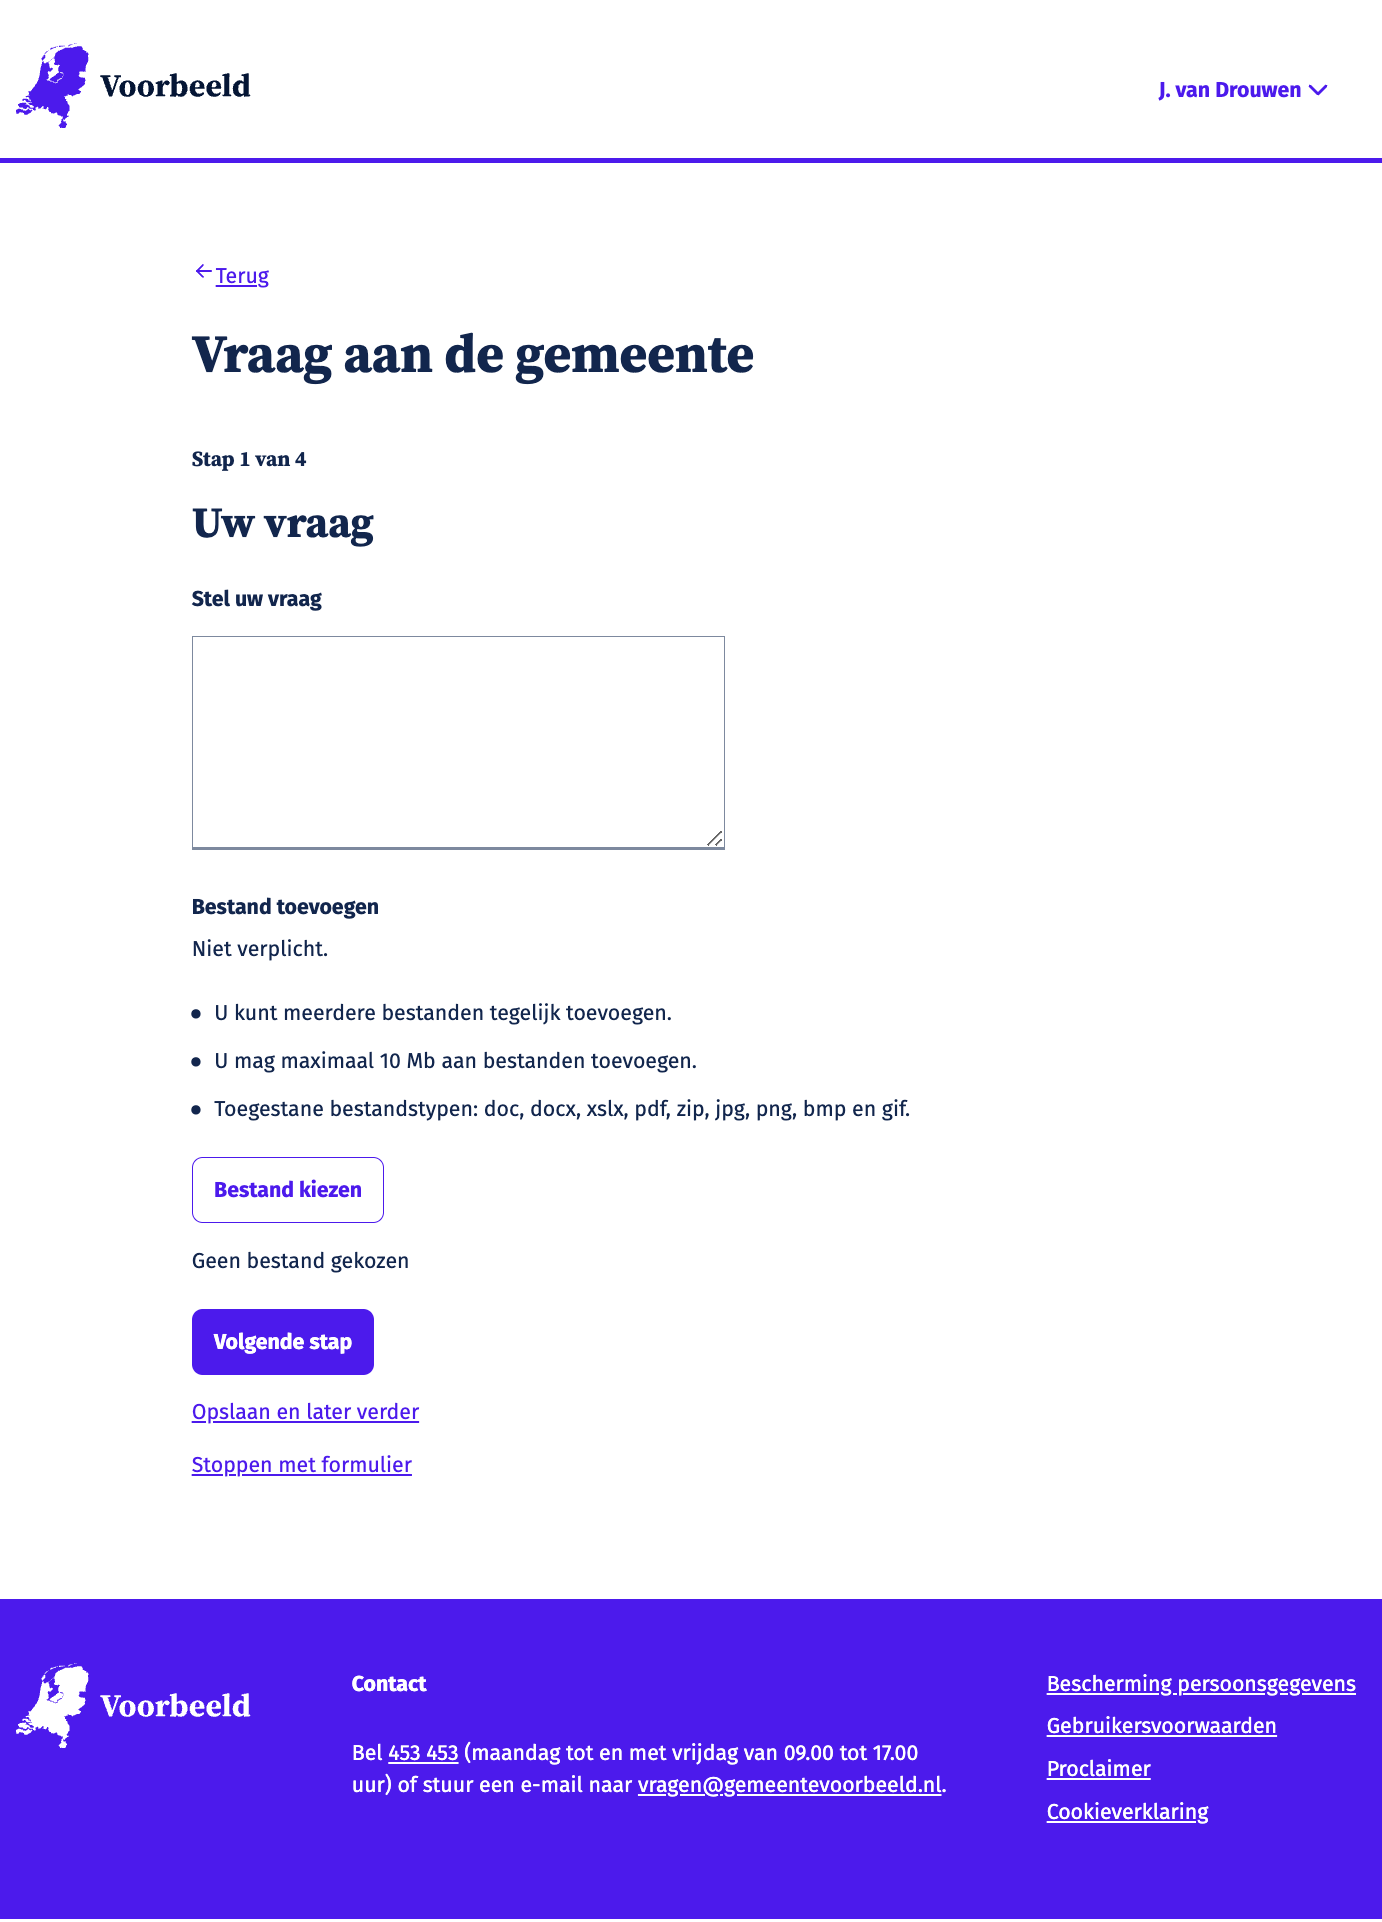 Voorbeeld
J. van Drouwen
Terug
Vraag aan de gemeente
Stap 1 van 4
Uw vraag
Stel uw vraag
Bestand toevoegen
Niet verplicht.
U kunt meerdere bestanden tegelijk toevoegen.
U mag maximaal 10 Mb aan bestanden toevoegen.
Toegestane bestandstypen: doc, docx, xslx, pdf, zip, jpg, png, bmp en gif.
Bestand kiezen
Geen bestand gekozen
Volgende stap
Opslaan en later verder
Stoppen met formulier
Voorbeeld
Contact
Bel 453 453 (maandag tot en met vrijdag van 09.00 tot 17.00
uur) of stuur een e-mail naar vragen@gemeentevoorbeeld.nl.
Bescherming persoonsgegevens
Gebruikersvoorwaarden
Proclaimer
Cookieverklaring